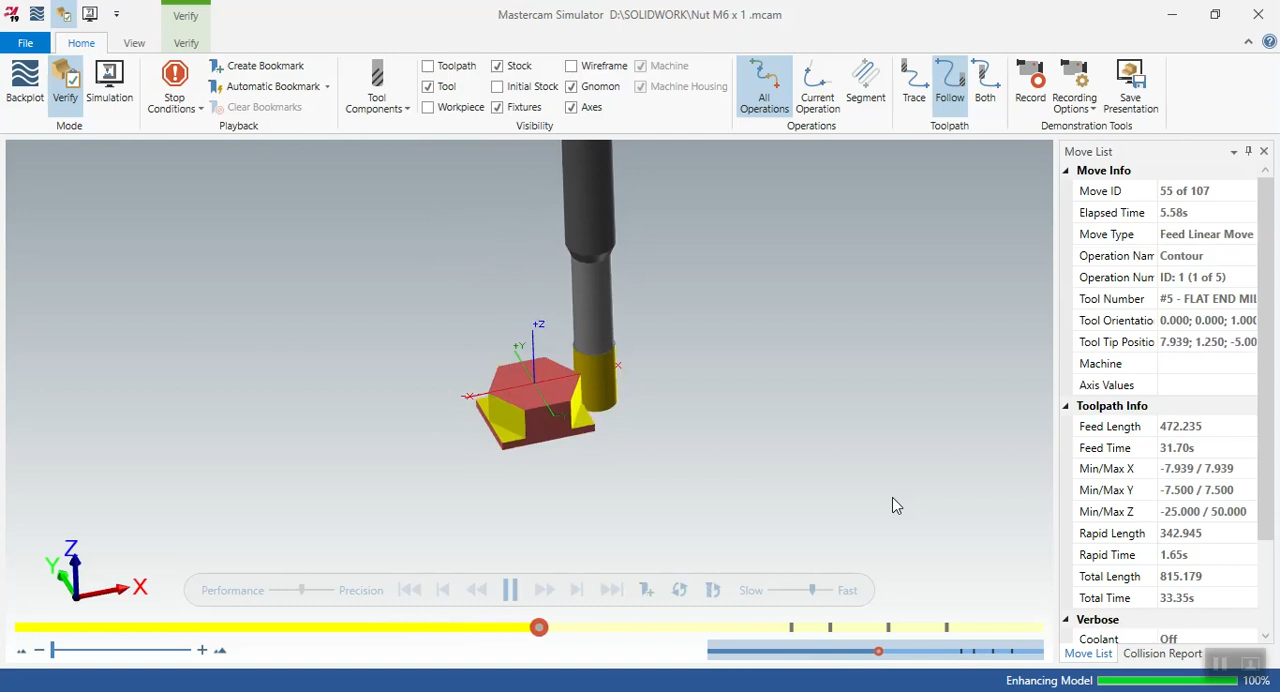 Verify
Mastercam Simulator D:\SOLIDWORK\Nut M6 x 1 .mcam
File
Home
View
Verify
Backplot
Verify
Simulation
Mode
Stop Conditions
Create Bookmark
Automatic Bookmark
Clear Bookmarks
Playback
Tool Components
Toolpath
Stock
Wireframe
Machine
Tool
Initial Stock
Gnomon
Machine Housing
Workpiece
Fixtures
Axes
Visibility
All Operations
Current Operation
Segment
Operations
Trace
Follow
Both
Toolpath
Record
Recording Options
Save Presentation
Demonstration Tools
Move List
Move Info
Move ID 55 of 107
Elapsed Time 5.58s
Move Type Feed Linear Move
Operation Nam Contour
Operation Num ID: 1 (1 of 5)
Tool Number #5 - FLAT END MIL
Tool Orientatio 0.000; 0.000; 1.000
Tool Tip Positio 7.939; 1.250; -5.00
Machine
Axis Values
Toolpath Info
Feed Length 472.235
Feed Time 31.70s
Min/Max X -7.939 / 7.939
Min/Max Y -7.500 / 7.500
Min/Max Z -25.000 / 50.000
Rapid Length 342.945
Rapid Time 1.65s
Total Length 815.179
Total Time 33.35s
Verbose
Coolant Off
Move List
Collision Report
+Z
+Y
-X
X
Z
Y
X
Performance
Precision
Slow
Fast
Enhancing Model
100%